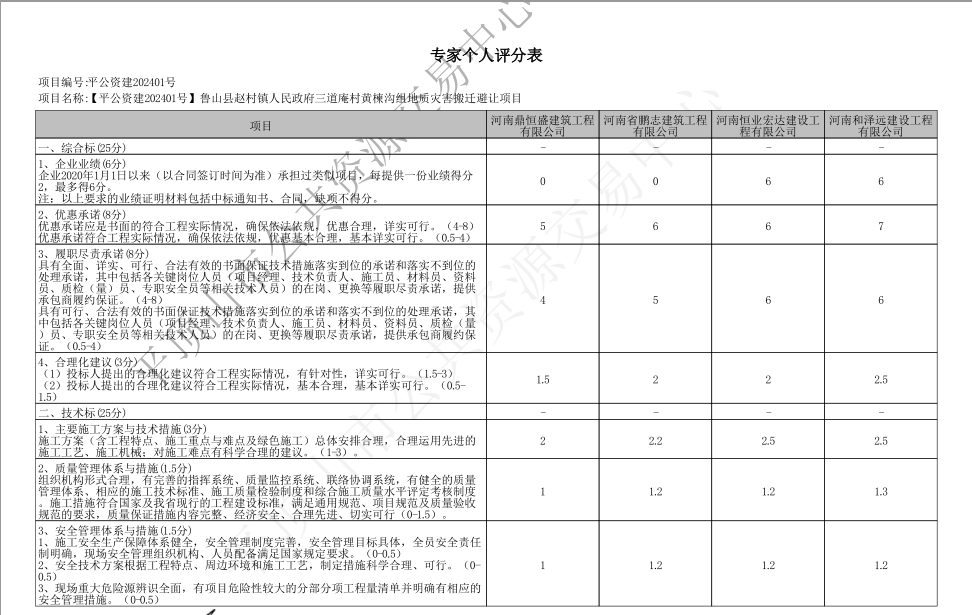 专家个人评分表
项目编号:平公资建202401号
项目名称:【平公资建202401号】鲁山县赵村镇人民政府三道庵村黄楝沟组地质灾害搬迁避让项目
项目 河南鼎恒盛建筑工程有限公司 河南省鹏志建筑工程有限公司 河南恒业宏达建设工程有限公司 河南和泽远建设工程有限公司
一、综合标(25分) - - - -
1、企业业绩(6分)
企业2020年1月1日以来（以合同签订时间为准）承担过类似项目，每提供一份业绩得分
2，最多得6分。
注：以上要求的业绩证明材料包括中标通知书、合同，缺项不得分。
0 0 6 6
2、优惠承诺(8分)
优惠承诺应是书面的符合工程实际情况，确保依法依规，优惠合理，详实可行。（4-8）
优惠承诺符合工程实际情况，确保依法依规，优惠基本合理，基本详实可行。（0.5-4）
5 6 6 7
3、履职尽责承诺(8分)
具有全面、详实、可行、合法有效的书面保证技术措施落实到位的承诺和落实不到位的
处理承诺，其中包括各关键岗位人员（项目经理、技术负责人、施工员、材料员、资料
员、质检（量）员、专职安全员等相关技术人员）的在岗、更换等履职尽责承诺，提供
承包商履约保证。（4-8）
具有可行、合法有效的书面保证技术措施落实到位的承诺和落实不到位的处理承诺，其
中包括各关键岗位人员（项目经理、技术负责人、施工员、材料员、资料员、质检（量
）员、专职安全员等相关技术人员）的在岗、更换等履职尽责承诺，提供承包商履约保
证。（0.5-4）
4 5 6 6
4、合理化建议(3分)
（1）投标人提出的合理化建议符合工程实际情况，有针对性，详实可行。（1.5-3）
（2）投标人提出的合理化建议符合工程实际情况，基本合理，基本详实可行。（0.5-
1.5）
1.5 2 2 2.5
二、技术标(25分) - - - -
1、主要施工方案与技术措施(3分)
施工方案（含工程特点、施工重点与难点及绿色施工）总体安排合理，合理运用先进的
施工工艺、施工机械；对施工难点有科学合理的建议。（1-3）。
2 2.2 2.5 2.5
2、质量管理体系与措施(1.5分)
组织机构形式合理，有完善的指挥系统、质量监控系统、联络协调系统，有健全的质量
管理体系、相应的施工技术标准、施工质量检验制度和综合施工质量水平评定考核制度
。施工措施符合国家及我省现行的工程建设标准，满足通用规范、项目规范及质量验收
规范的要求，质量保证措施内容完整、经济安全、合理先进、切实可行（0-1.5）。
1 1.2 1.2 1.3
3、安全管理体系与措施(1.5分)
1、施工安全生产保障体系健全，安全管理制度完善，安全管理目标具体，全员安全责任
制明确，现场安全管理组织机构、人员配备满足国家规定要求。（0-0.5）
2、安全技术方案根据工程特点、周边环境和施工工艺，制定措施科学合理、可行。（0-
0.5）
3、现场重大危险源辨识全面，有项目危险性较大的分部分项工程量清单并明确有相应的
安全管理措施。（0-0.5）
1 1.2 1.2 1.2
平顶山市公共资源交易中心
市公共资源交易中心